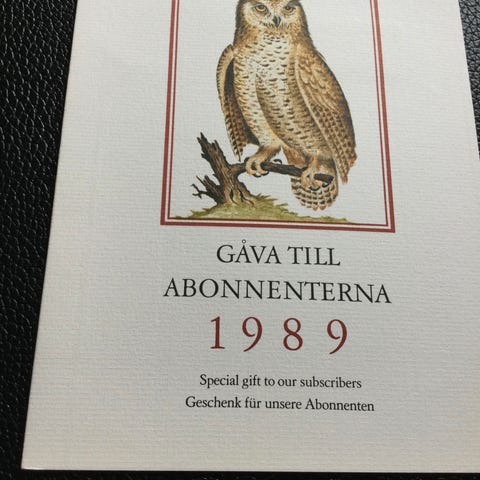 GÅVA TILL
ABONNENTERNA
1989
Special gift to our subscribers
Geschenk für unsere Abonnenten